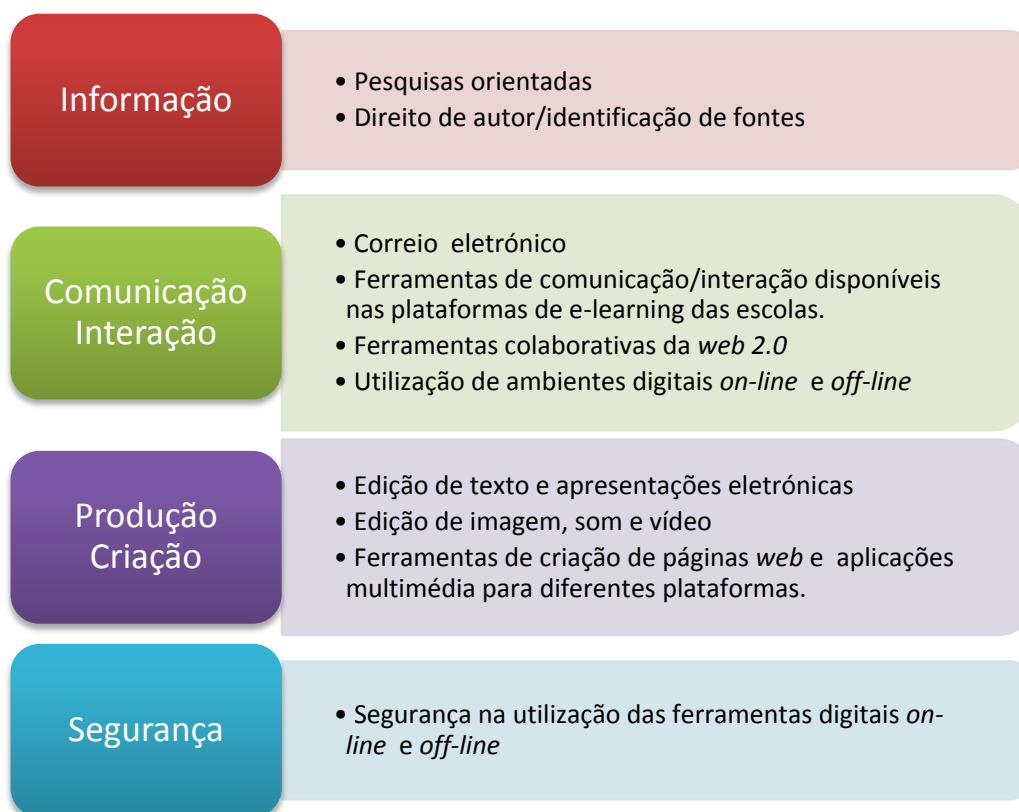 Informação
• Pesquisas orientadas
• Direito de autor/identificação de fontes
Comunicação
Interação
• Correio eletrónico
• Ferramentas de comunicação/interação disponíveis
nas plataformas de e-learning das escolas.
• Ferramentas colaborativas da web 2.0
• Utilização de ambientes digitais on-line e off-line
Produção
Criação
• Edição de texto e apresentações eletrónicas
• Edição de imagem, som e vídeo
• Ferramentas de criação de páginas web e aplicações
multimédia para diferentes plataformas.
Segurança
• Segurança na utilização das ferramentas digitais on-
line e off-line